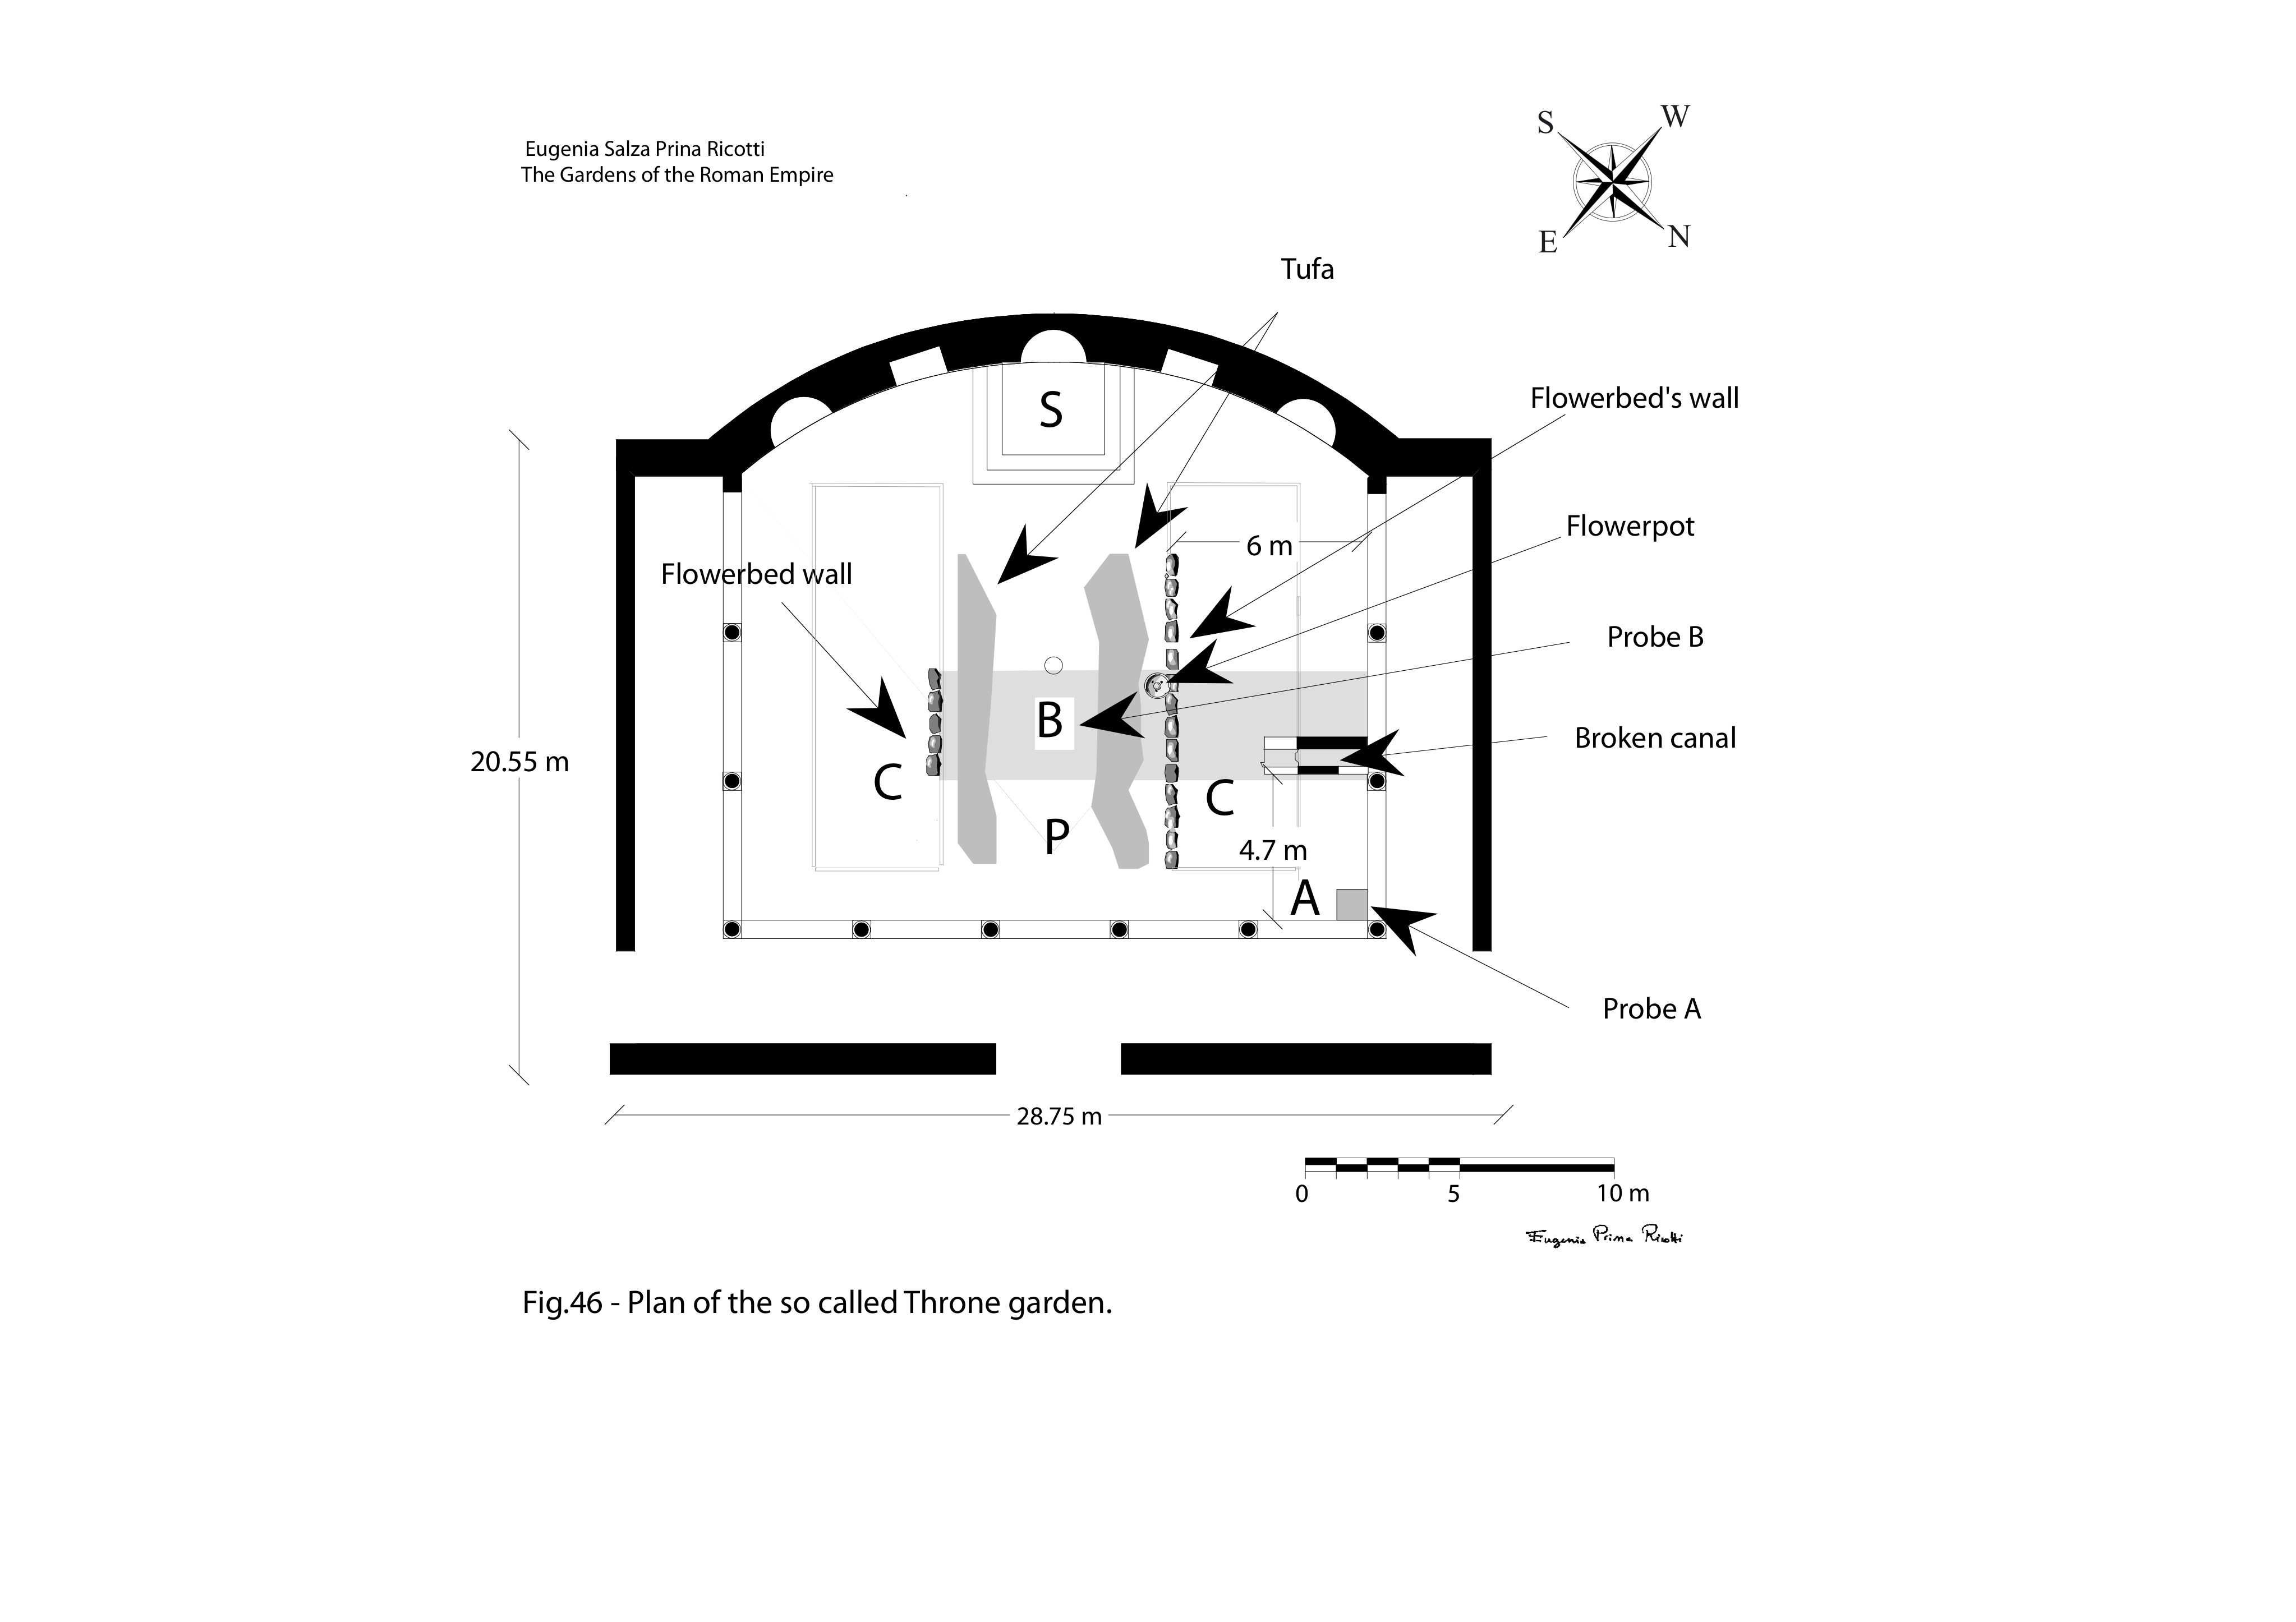 Eugenia Salza Prina Ricotti
The Gardens of the Roman Empire
S
W
E
N
Tufa
S
Flowerbed's wall
Flowerpot
6 m
Flowerbed wall
Probe B
B
Broken canal
20.55 m
C
C
P
4.7 m
A
Probe A
28.75 m
0 5 10 m
Eugenia Prina Ricotti
Fig.46 - Plan of the so called Throne garden.